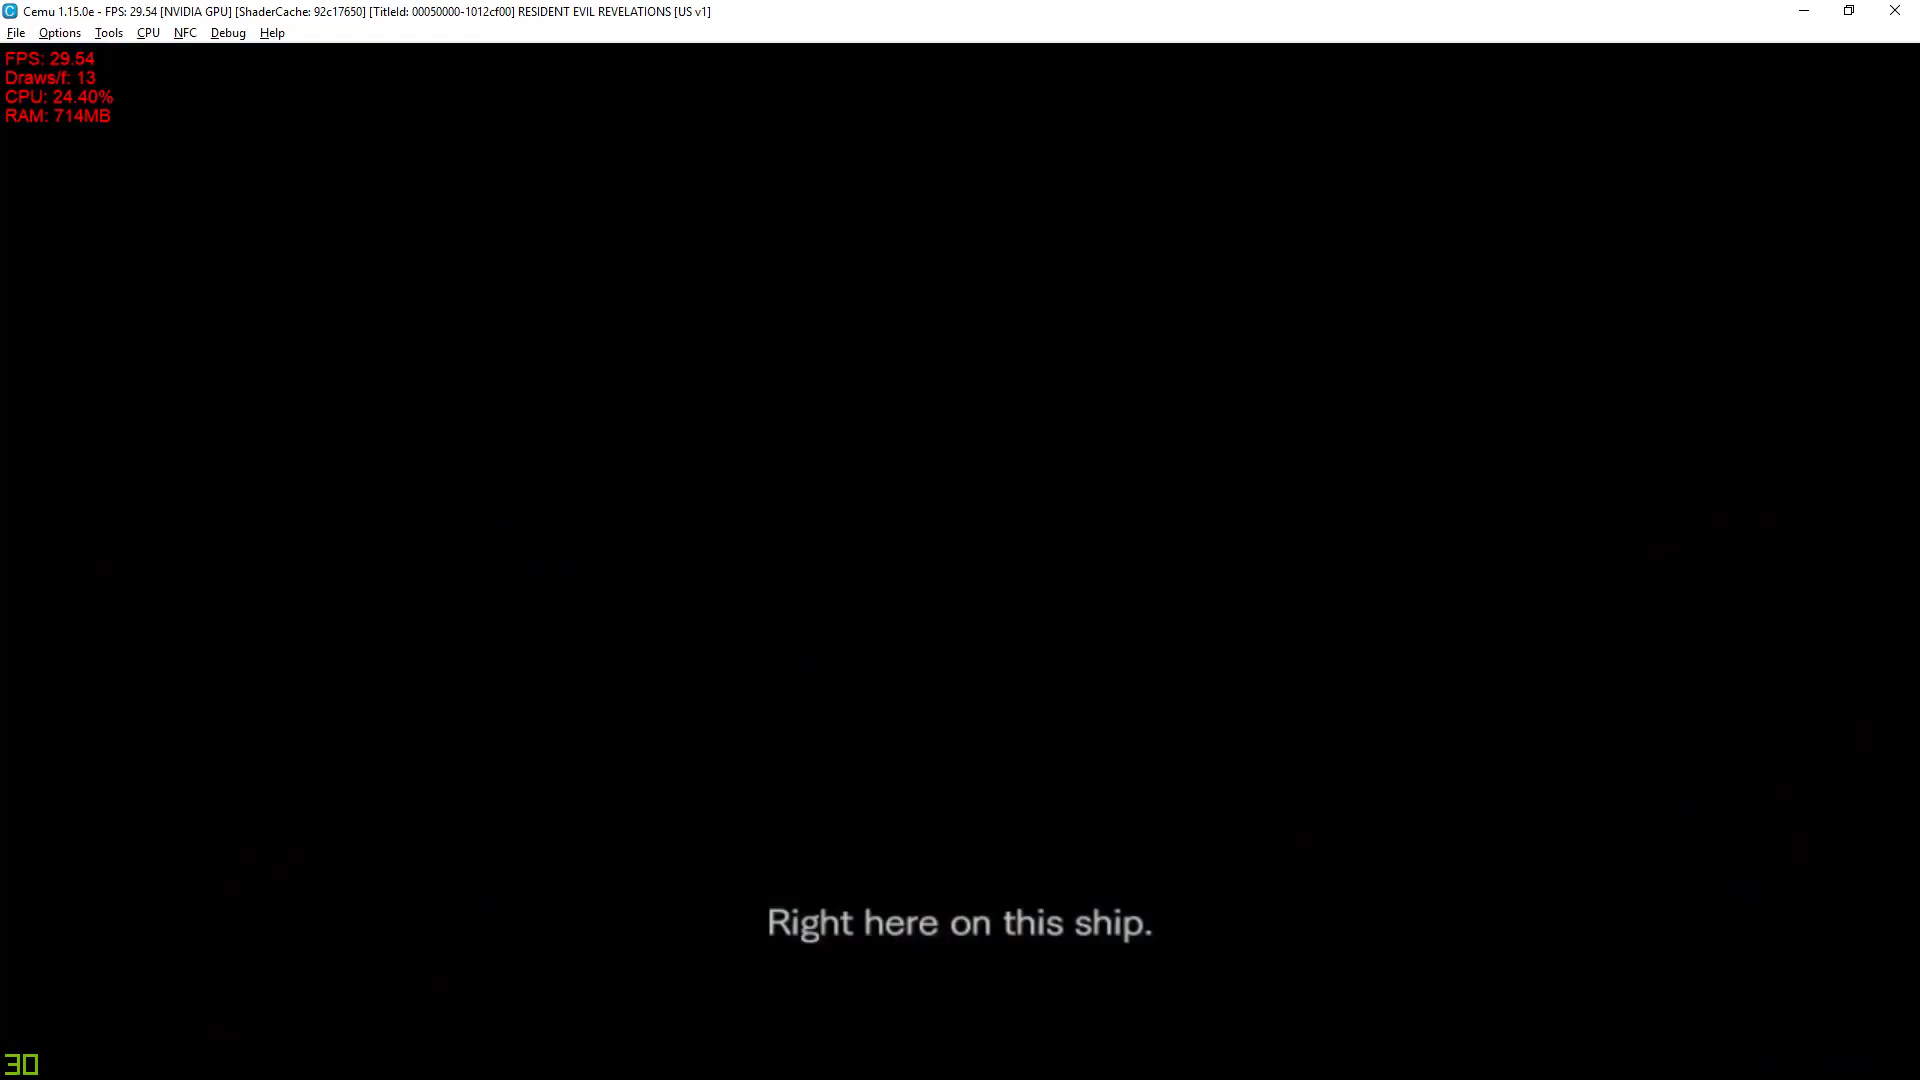 Cemu 1.15.0e - FPS: 29.54 [NVIDIA GPU] [ShaderCache: 92c17650] [TitleId: 00050000-1012cf00] RESIDENT EVIL REVELATIONS [US v1]
File Options Tools CPU NFC Debug Help
FPS: 29.54
Draws/f: 13
CPU: 24.40%
RAM: 714MB
Right here on this ship.
30